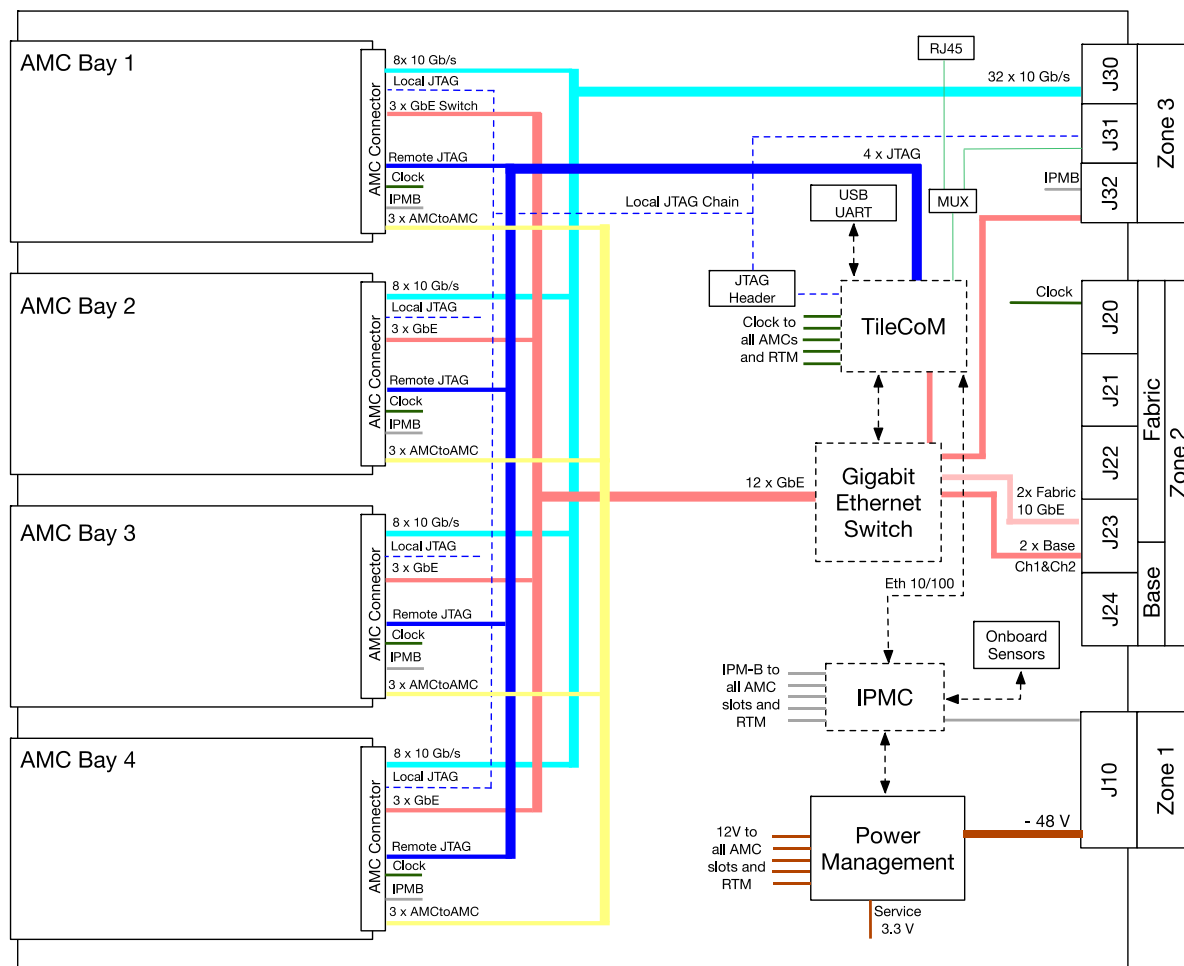 AMC Bay 1
AMC Connector
8x 10 Gb/s
Local JTAG
3 x GbE Switch
Remote JTAG
Clock
IPMB
3 x AMCtoAMC
AMC Bay 2
AMC Connector
8 x 10 Gb/s
Local JTAG
3 x GbE
Remote JTAG
Clock
IPMB
3 x AMCtoAMC
AMC Bay 3
AMC Connector
8 x 10 Gb/s
Local JTAG
3 x GbE
Remote JTAG
Clock
IPMB
3 x AMCtoAMC
AMC Bay 4
AMC Connector
8 x 10 Gb/s
Local JTAG
3 x GbE
Remote JTAG
Clock
IPMB
3 x AMCtoAMC
RJ45
32 x 10 Gb/s
4 x JTAG
USB
UART
MUX
IPMB
Local JTAG Chain
JTAG
Header
TileCoM
Clock to
all AMCs
and RTM
Clock
12 x GbE
Gigabit
Ethernet
Switch
2x Fabric
10 GbE
2 x Base
Ch1&Ch2
Eth 10/100
Onboard
Sensors
IPM-B to
all AMC
slots and
RTM
IPMC
Power
Management
- 48 V
12V to
all AMC
slots and
RTM
Service
3.3 V
J30
J31
J32
Zone 3
J20
J21
J22
J23
J24
Fabric
Base
Zone 2
J10
Zone 1